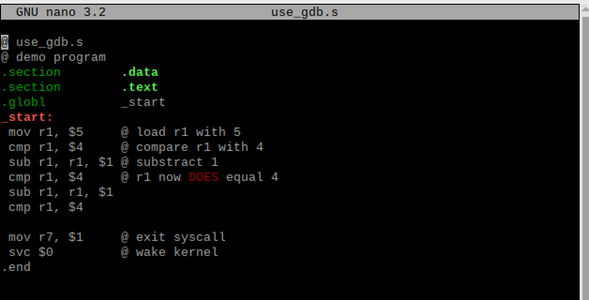 GNU nano 3.2 use_gdb.s
@ use_gdb.s
@ demo program
.section .data
.section .text
.globl _start
_start:
mov r1, $5 @ load r1 with 5
cmp r1, $4 @ compare r1 with 4
sub r1, r1, $1 @ substract 1
cmp r1, $4 @ r1 now DOES equal 4
sub r1, r1, $1
cmp r1, $4
mov r7, $1 @ exit syscall
svc $0 @ wake kernel
.end